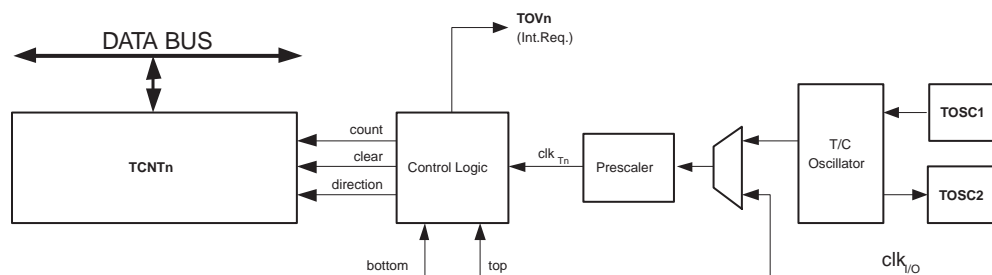 TOVn
(Int.Req.)
DATA BUS
TCNTn
count
clear
direction
Control Logic
clk Tn
Prescaler
T/C
Oscillator
TOSC1
TOSC2
bottom
top
clk I/O